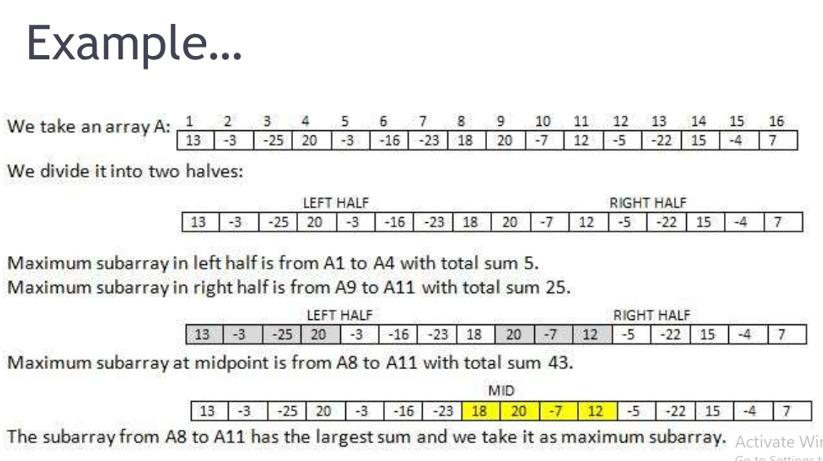 Example…
We take an array A: 1 2 3 4 5 6 7 8 9 10 11 12 13 14 15 16
13 -3 -25 20 -3 -16 -23 18 20 -7 12 -5 -22 15 -4 7
We divide it into two halves:
LEFT HALF RIGHT HALF
13 -3 -25 20 -3 -16 -23 18 20 -7 12 -5 -22 15 -4 7
Maximum subarray in left half is from A1 to A4 with total sum 5.
Maximum subarray in right half is from A9 to A11 with total sum 25.
LEFT HALF RIGHT HALF
13 -3 -25 20 -3 -16 -23 18 20 -7 12 -5 -22 15 -4 7
Maximum subarray at midpoint is from A8 to A11 with total sum 43.
MID
13 -3 -25 20 -3 -16 -23 18 20 -7 12 -5 -22 15 -4 7
The subarray from A8 to A11 has the largest sum and we take it as maximum subarray.
Activate Wi